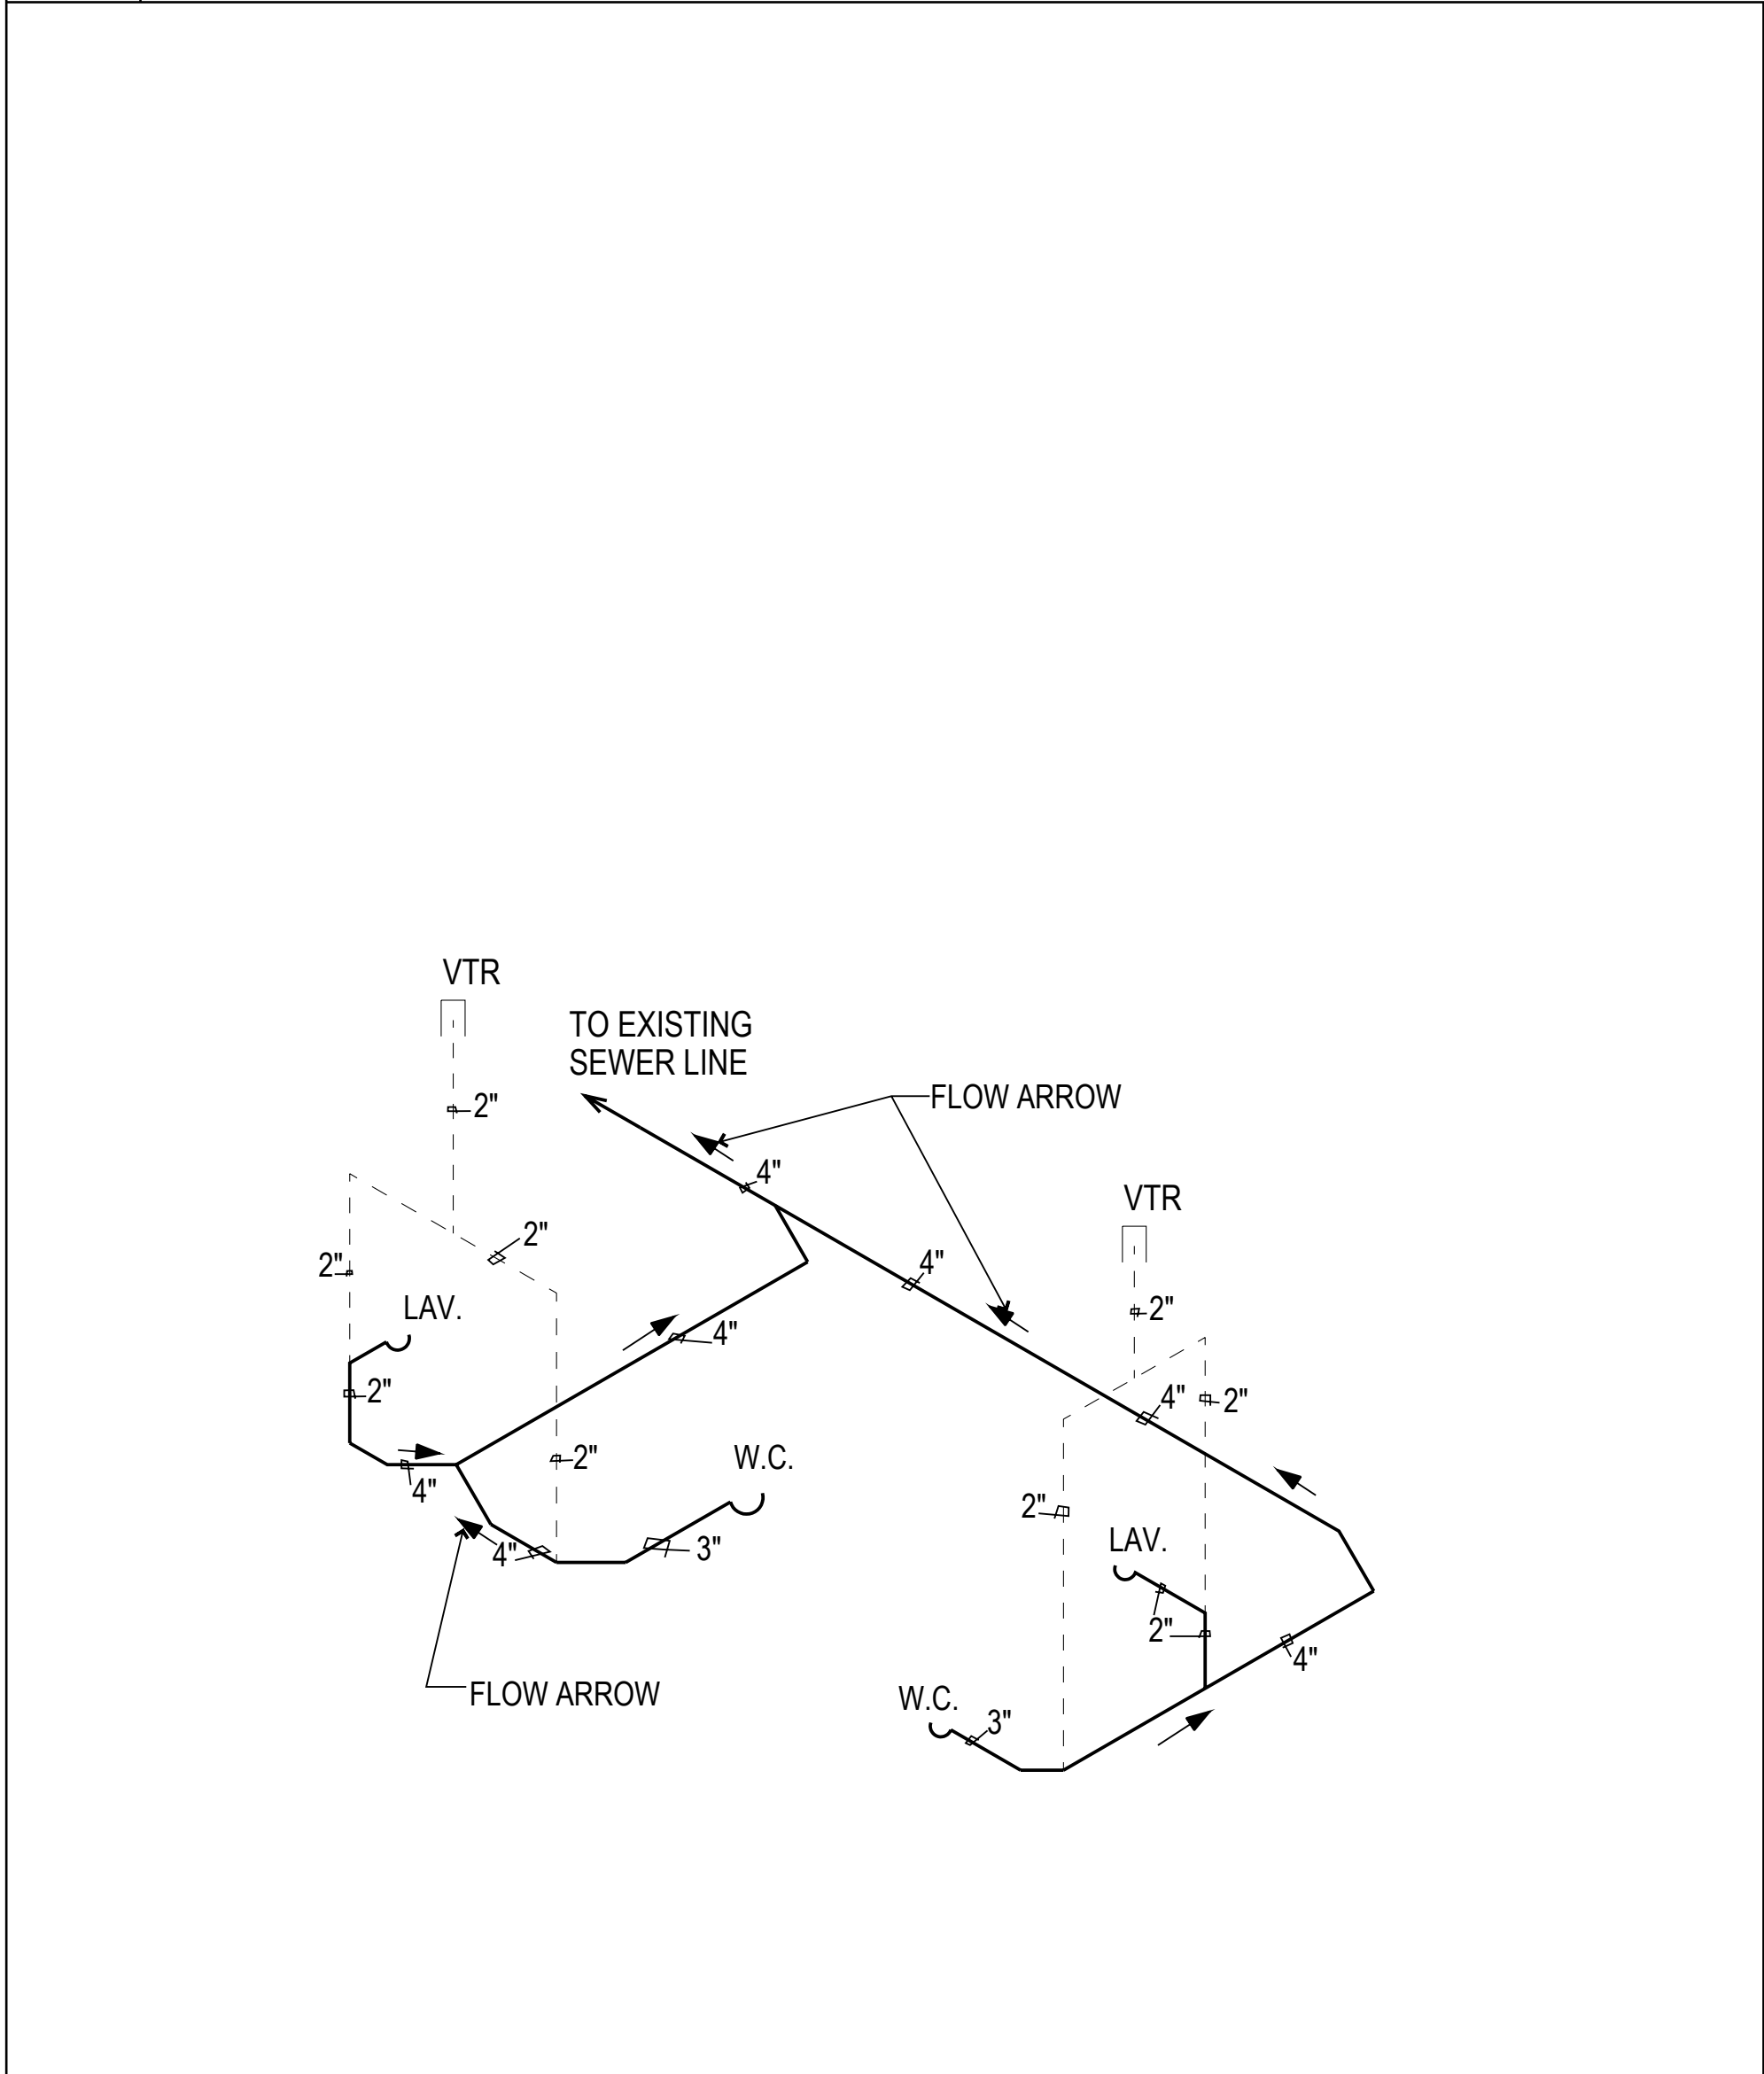 VTR
TO EXISTING
SEWER LINE
FLOW ARROW
2"
4"
VTR
2"
2"
4"
LAV.
2"
4"
2"
4"
2"
2"
W.C.
4"
2"
LAV.
4"
3"
2"
4"
FLOW ARROW
W.C.
3"